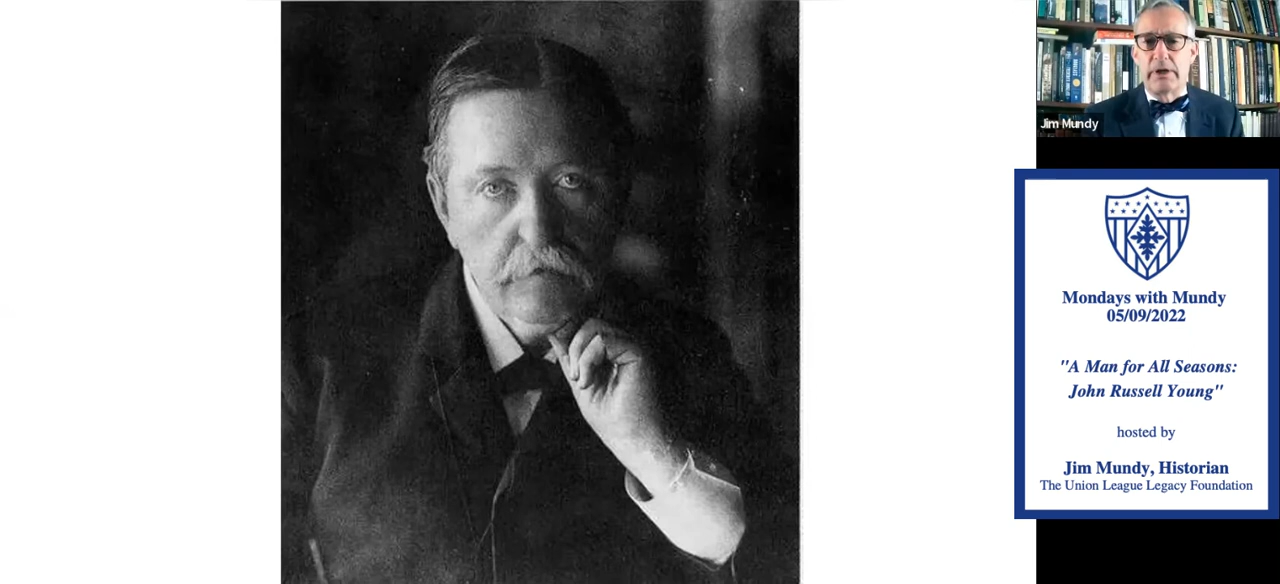 Jim Mundy
Mondays with Mundy
05/09/2022
"A Man for All Seasons:
John Russell Young"
hosted by
Jim Mundy, Historian
The Union League Legacy Foundation